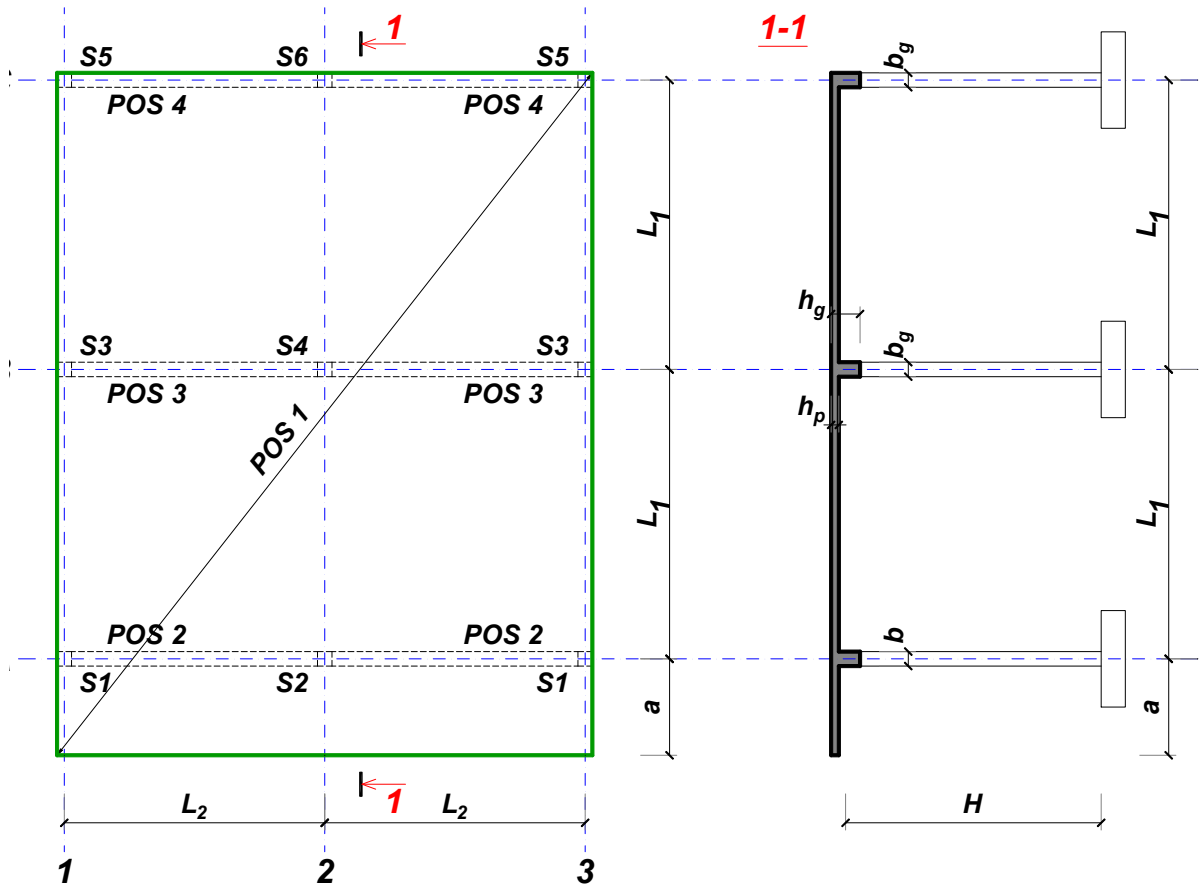 1
1-1
S5
S6
S5
b_g
POS 4
POS 4
L_1
L_1
h_g
S3
S4
S3
b_g
POS 3
POS 3
h_p
POS 1
L_1
L_1
POS 2
POS 2
b
S1
S2
S1
a
a
1
L_2
L_2
H
1
2
3